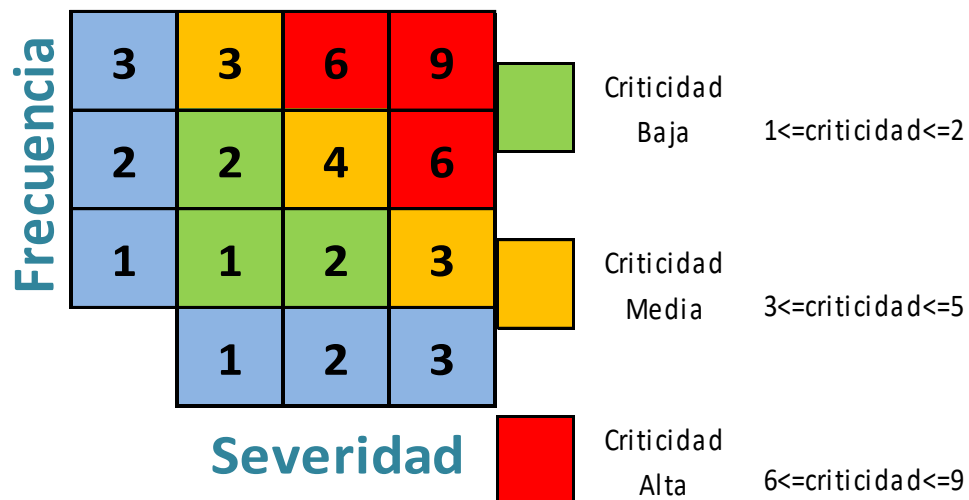 Frecuencia
3 3 6 9
2 2 4 6
1 1 2 3
1 2 3
Severidad
Criticidad
Baja 1<=criticidad<=2
Criticidad
Media 3<=criticidad<=5
Criticidad
Alta 6<=criticidad<=9